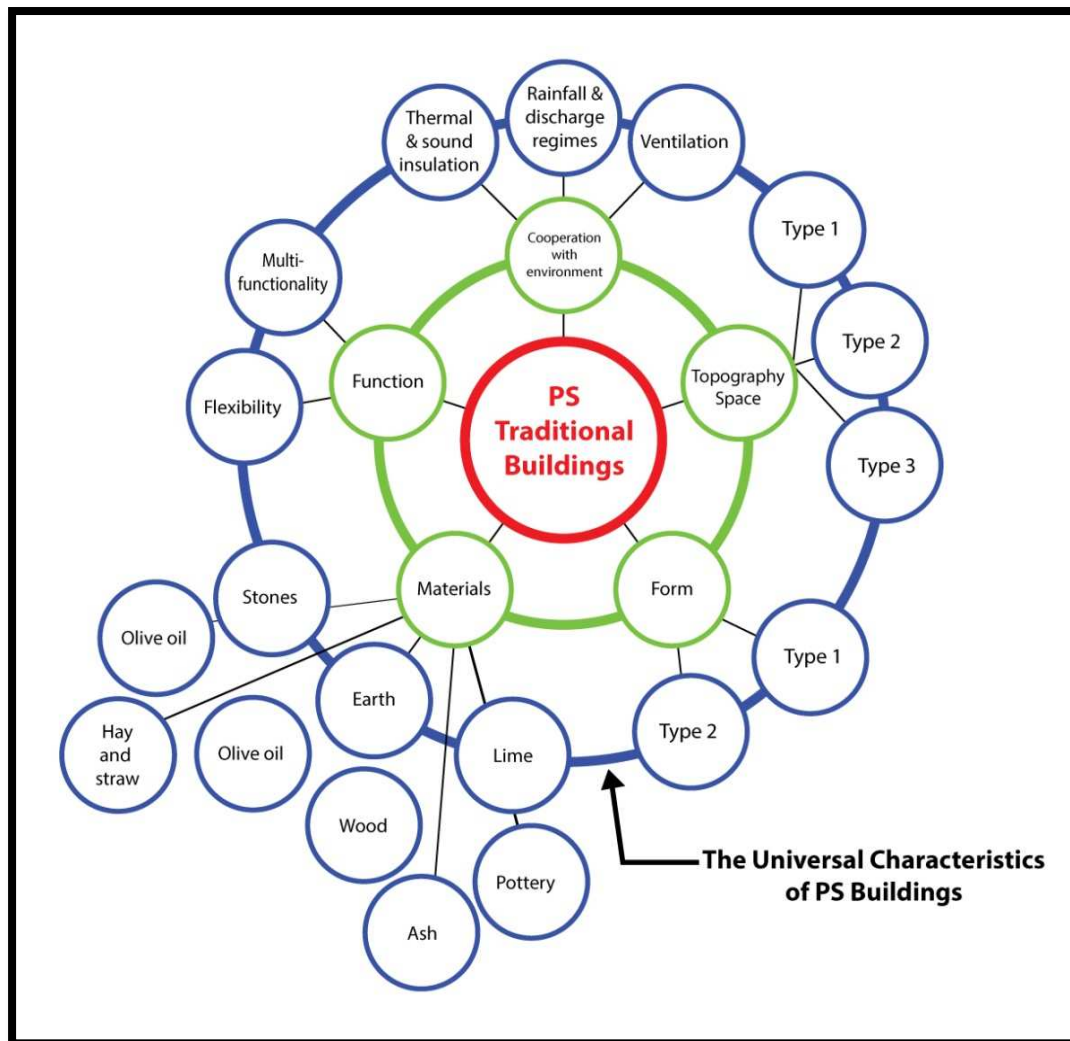 Rainfall &
discharge
regimes
Thermal
& sound
insulation
Ventilation
Type 1
Multi-
functionality
Cooperation
with
environment
Type 2
Function
PS
Traditional
Buildings
Topography
Space
Flexibility
Type 3
Stones
Materials
Form
Olive oil
Type 1
Earth
Type 2
Hay
and
straw
Olive oil
Lime
Wood
Pottery
Ash
The Universal Characteristics
of PS Buildings